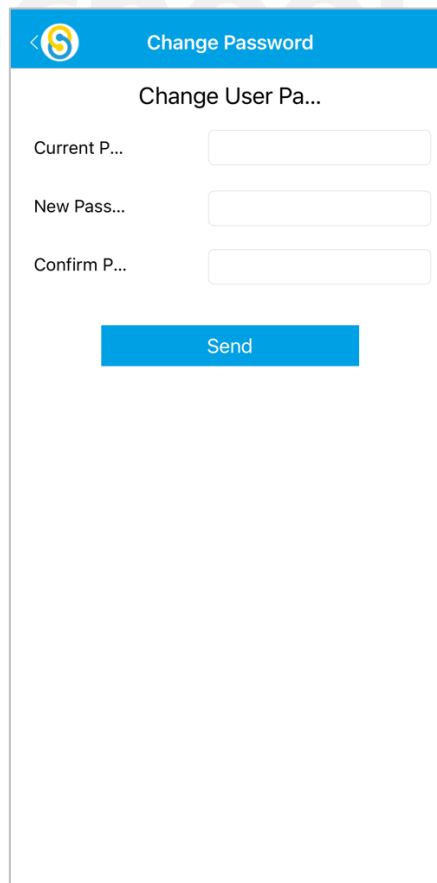 Change Password
Change User Pa...
Current P...
New Pass...
Confirm P...
Send